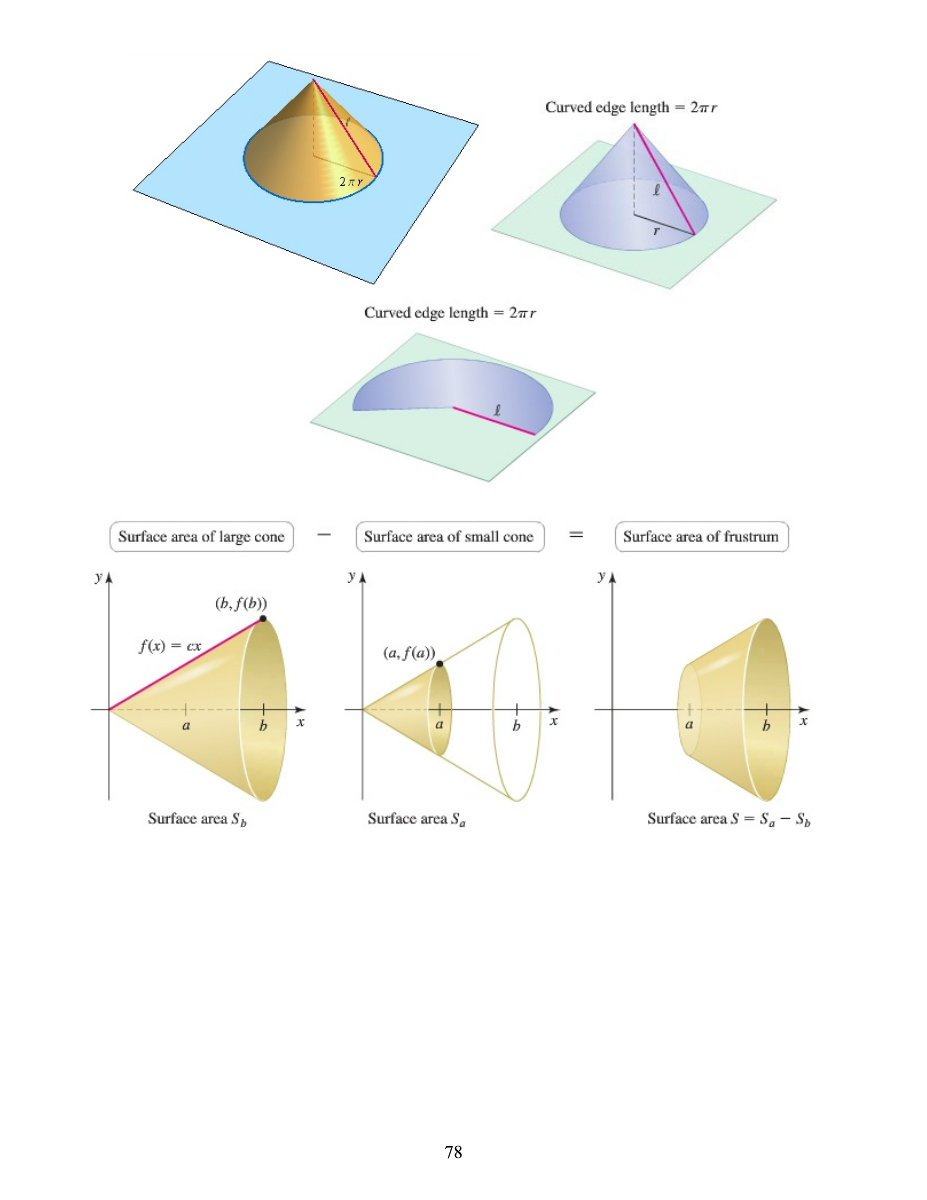 l
2πr
Curved edge length = 2πr
ℓ
r
Curved edge length = 2πr
ℓ
Surface area of large cone − Surface area of small cone = Surface area of frustrum
y
(b, f(b))
f(x) = cx
a
b
x
Surface area S_b
y
(a, f(a))
a
b
x
Surface area S_a
y
a
b
x
Surface area S = S_a − S_b
78